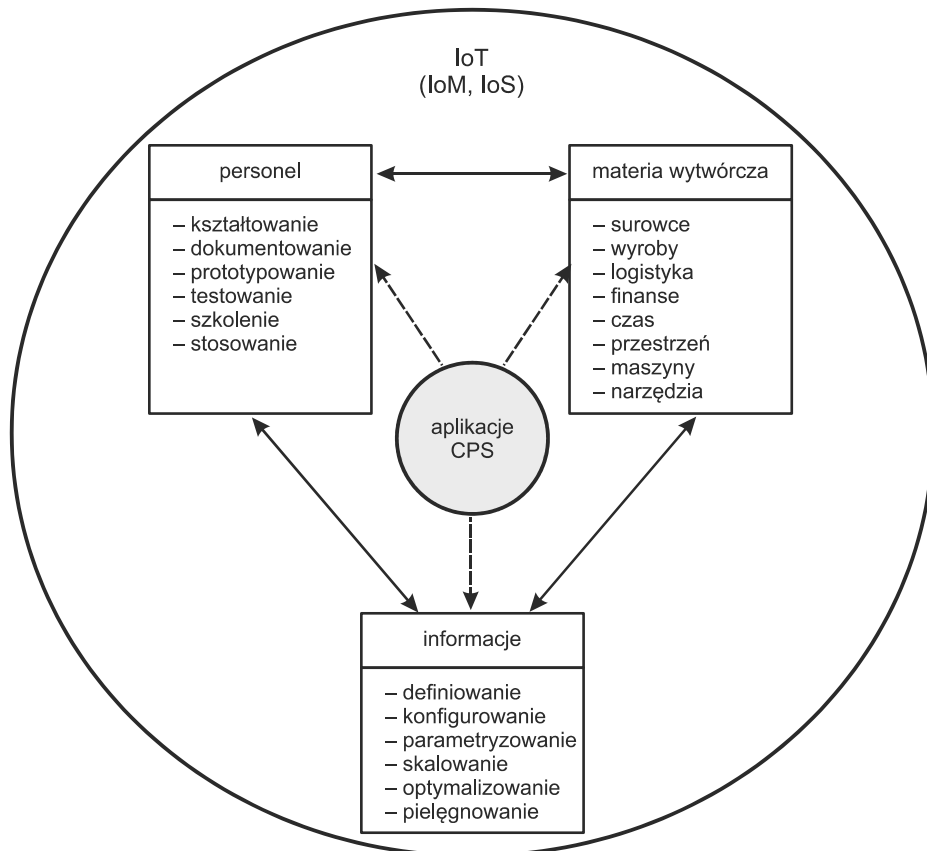 IoT
(IoM, IoS)
personel
– kształtowanie
– dokumentowanie
– prototypowanie
– testowanie
– szkolenie
– stosowanie
materia wytwórcza
– surowce
– wyroby
– logistyka
– finanse
– czas
– przestrzeń
– maszyny
– narzędzia
aplikacje
CPS
informacje
– definiowanie
– konfigurowanie
– parametryzowanie
– skalowanie
– optymalizowanie
– pielęgnowanie